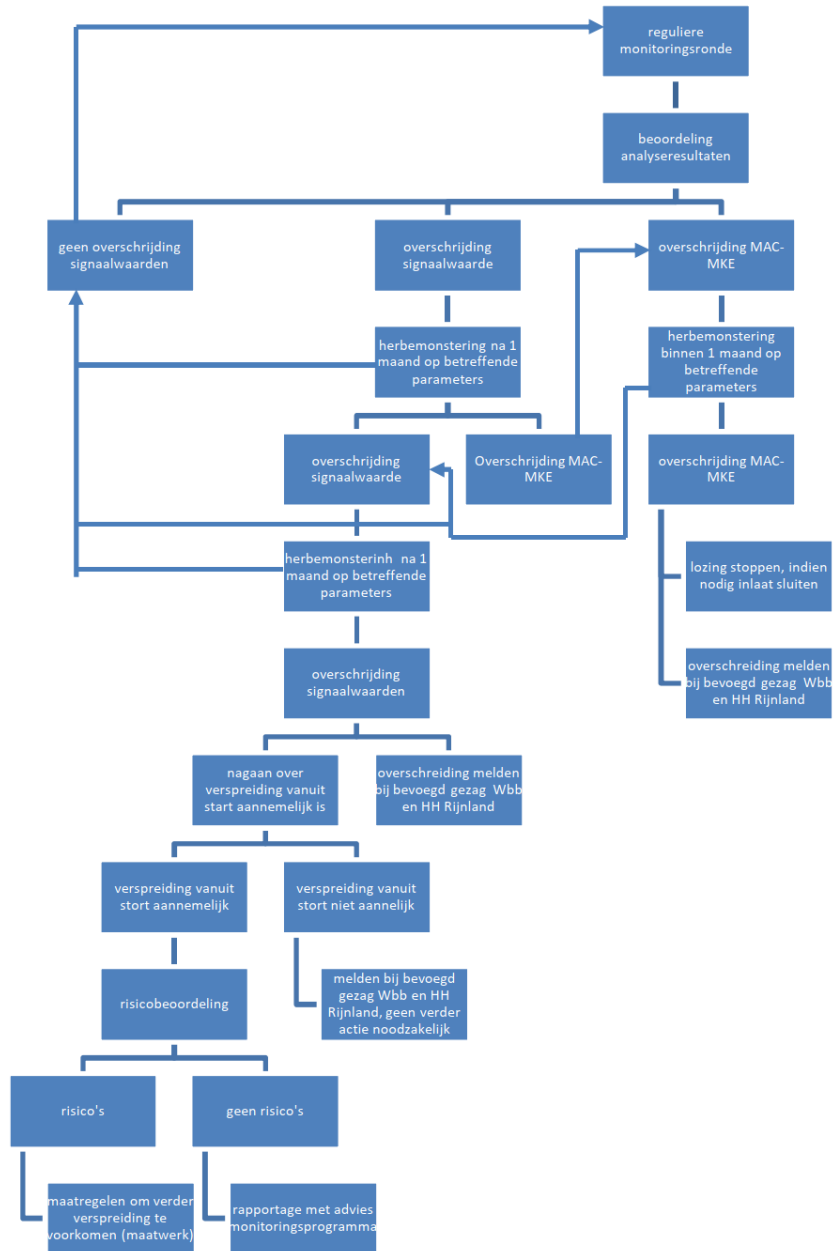 reguliere
monitoringsronde
beoordeling
analyseresultaten
geen overschrijding
signaalwaarden
overschrijding
signaalwaarde
overschrijding MAC-
MKE
herbemonstering na 1
maand op betreffende
parameters
herbemonstering
binnen 1 maand op
betreffende
parameters
overschrijding
signaalwaarde
Overschrijding MAC-
MKE
overschrijding MAC-
MKE
herbemonsterinh na 1
maand op betreffende
parameters
lozing stoppen, indien
nodig inlaat sluiten
overschrijding
signaalwaarden
overschreiding melden
bij bevoegd gezag Wbb
en HH Rijnland
nagaan over
verspreiding vanuit
start aannemelijk is
overschreiding melden
bij bevoegd gezag Wbb
en HH Rijnland
verspreiding vanuit
stort aannemelijk
verspreiding vanuit
stort niet aannelijk
risicobeoordeling
melden bij bevoegd
gezag Wbb en HH
Rijnland, geen verder
actie noodzakelijk
risico's
geen risico's
maatregelen om verder
verspreiding te
voorkomen (maatwerk)
rapportage met advies
monitoringsprogramma